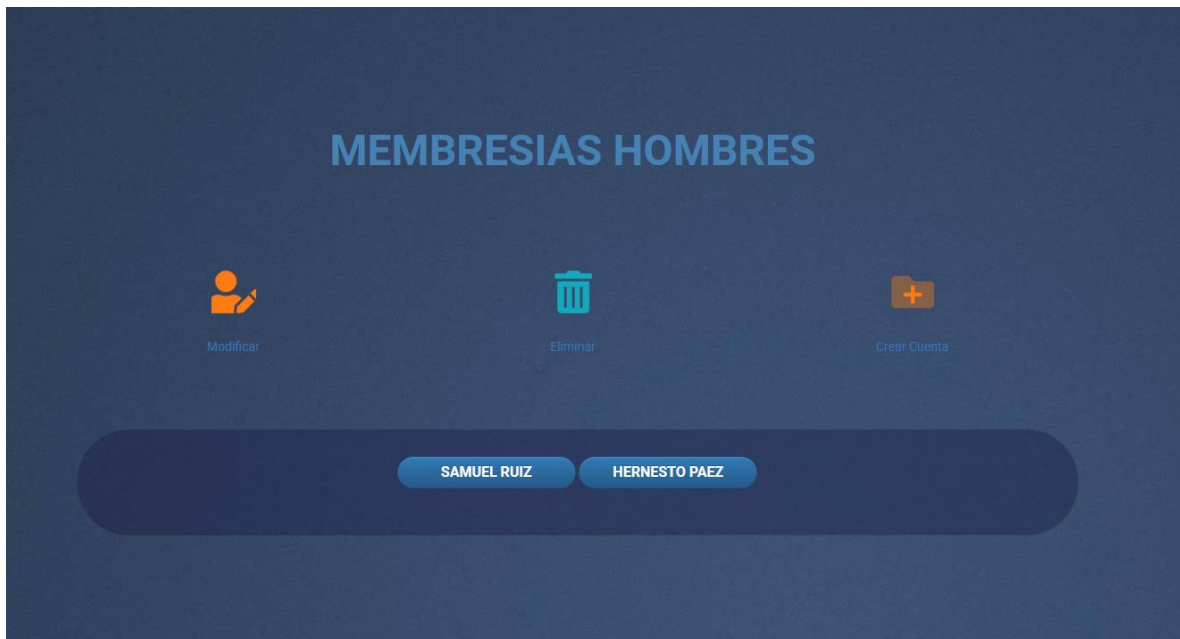 MEMBRESIAS HOMBRES
Modificar
Eliminar
Crear Cuenta
SAMUEL RUIZ
HERNESTO PAEZ